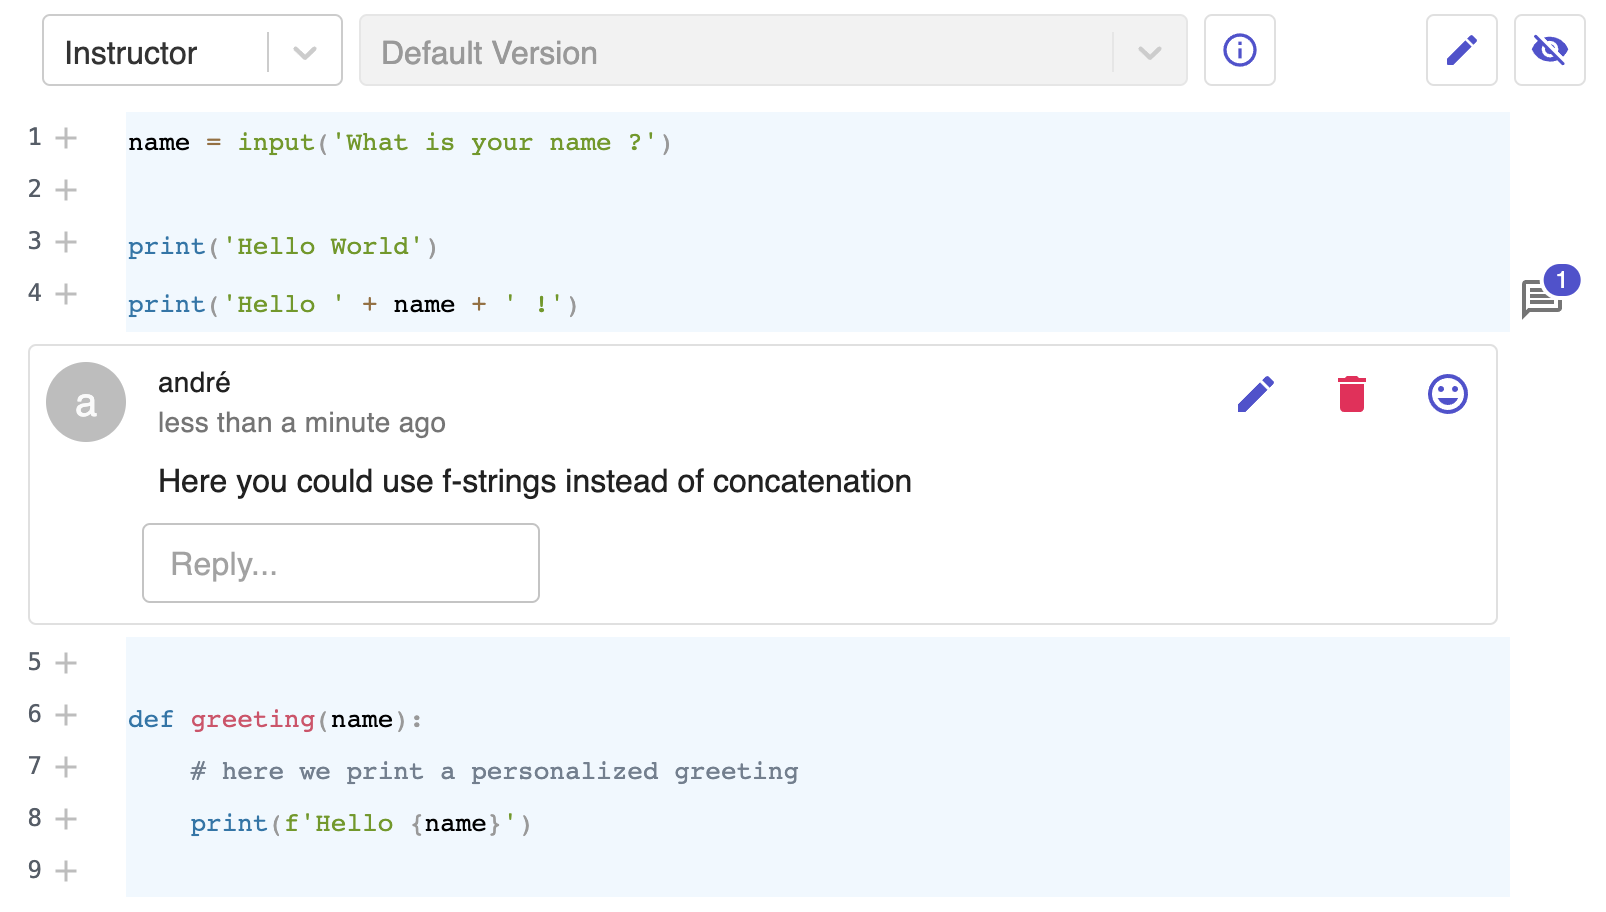 Instructor Default Version
1 name = input('What is your name ?')
2
3 print('Hello World')
4 print('Hello ' + name + ' !')
1
a
andré
less than a minute ago
Here you could use f-strings instead of concatenation
Reply...
5
6 def greeting(name):
7     # here we print a personalized greeting
8     print(f'Hello {name}')
9